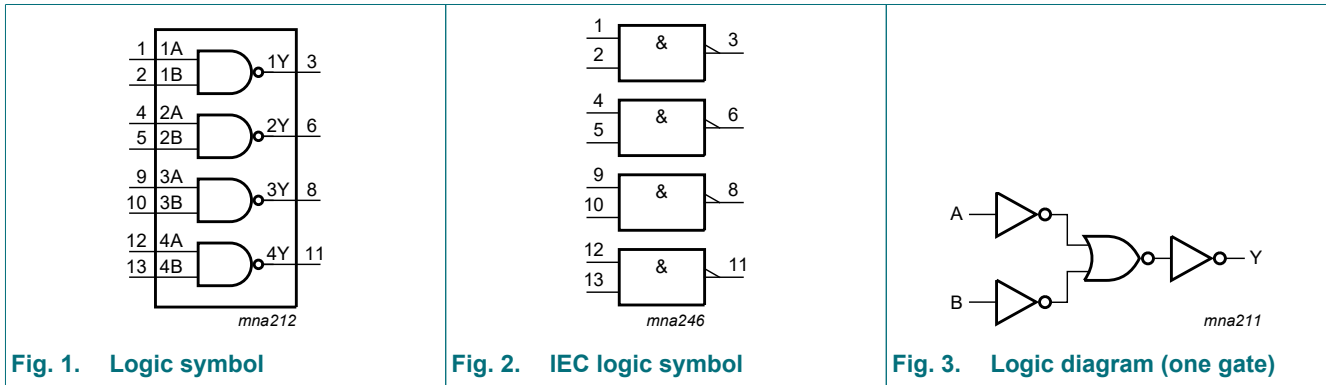 1 1A
2 1B
1Y 3
4 2A
5 2B
2Y 6
9 3A
10 3B
3Y 8
12 4A
13 4B
4Y 11
mna212
Fig. 1. Logic symbol
1
2
&
3
4
5
&
6
9
10
&
8
12
13
&
11
mna246
Fig. 2. IEC logic symbol
A
B
Y
mna211
Fig. 3. Logic diagram (one gate)